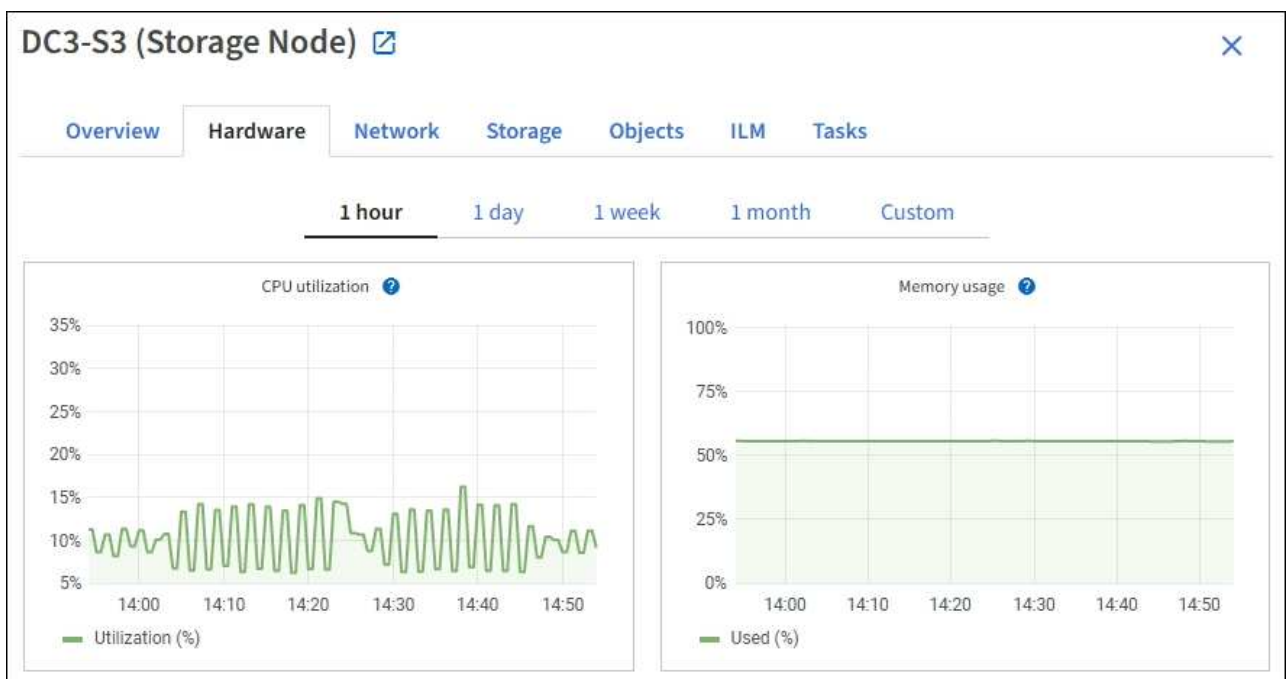 DC3-S3 (Storage Node)
Overview Hardware Network Storage Objects ILM Tasks
1 hour 1 day 1 week 1 month Custom
CPU utilization ?
35%
30%
25%
20%
15%
10%
5%
14:00 14:10 14:20 14:30 14:40 14:50
Utilization (%)
Memory usage ?
100%
75%
50%
25%
0%
14:00 14:10 14:20 14:30 14:40 14:50
Used (%)